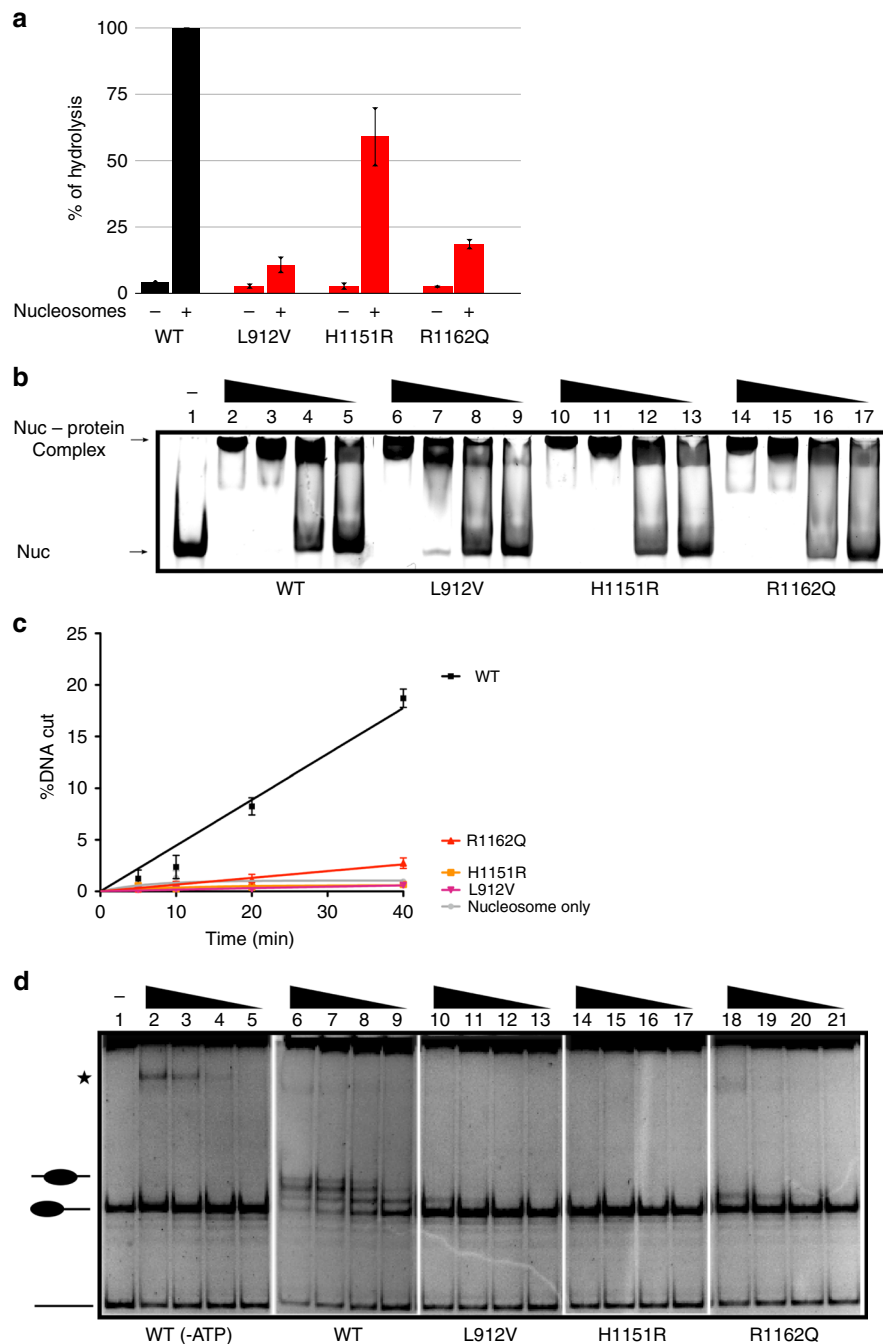 a
100
75
50
25
0
% of hydrolysis
Nucleosomes – + – + – + – +
WT L912V H1151R R1162Q
b
–
1 2 3 4 5 6 7 8 9 10 11 12 13 14 15 16 17
Nuc – protein
Complex
Nuc
WT L912V H1151R R1162Q
c
25
20
15
10
5
0
%DNA cut
0 10 20 30 40
Time (min)
WT
R1162Q
H1151R
L912V
Nucleosome only
d
–
1 2 3 4 5 6 7 8 9 10 11 12 13 14 15 16 17 18 19 20 21
WT (-ATP) WT L912V H1151R R1162Q